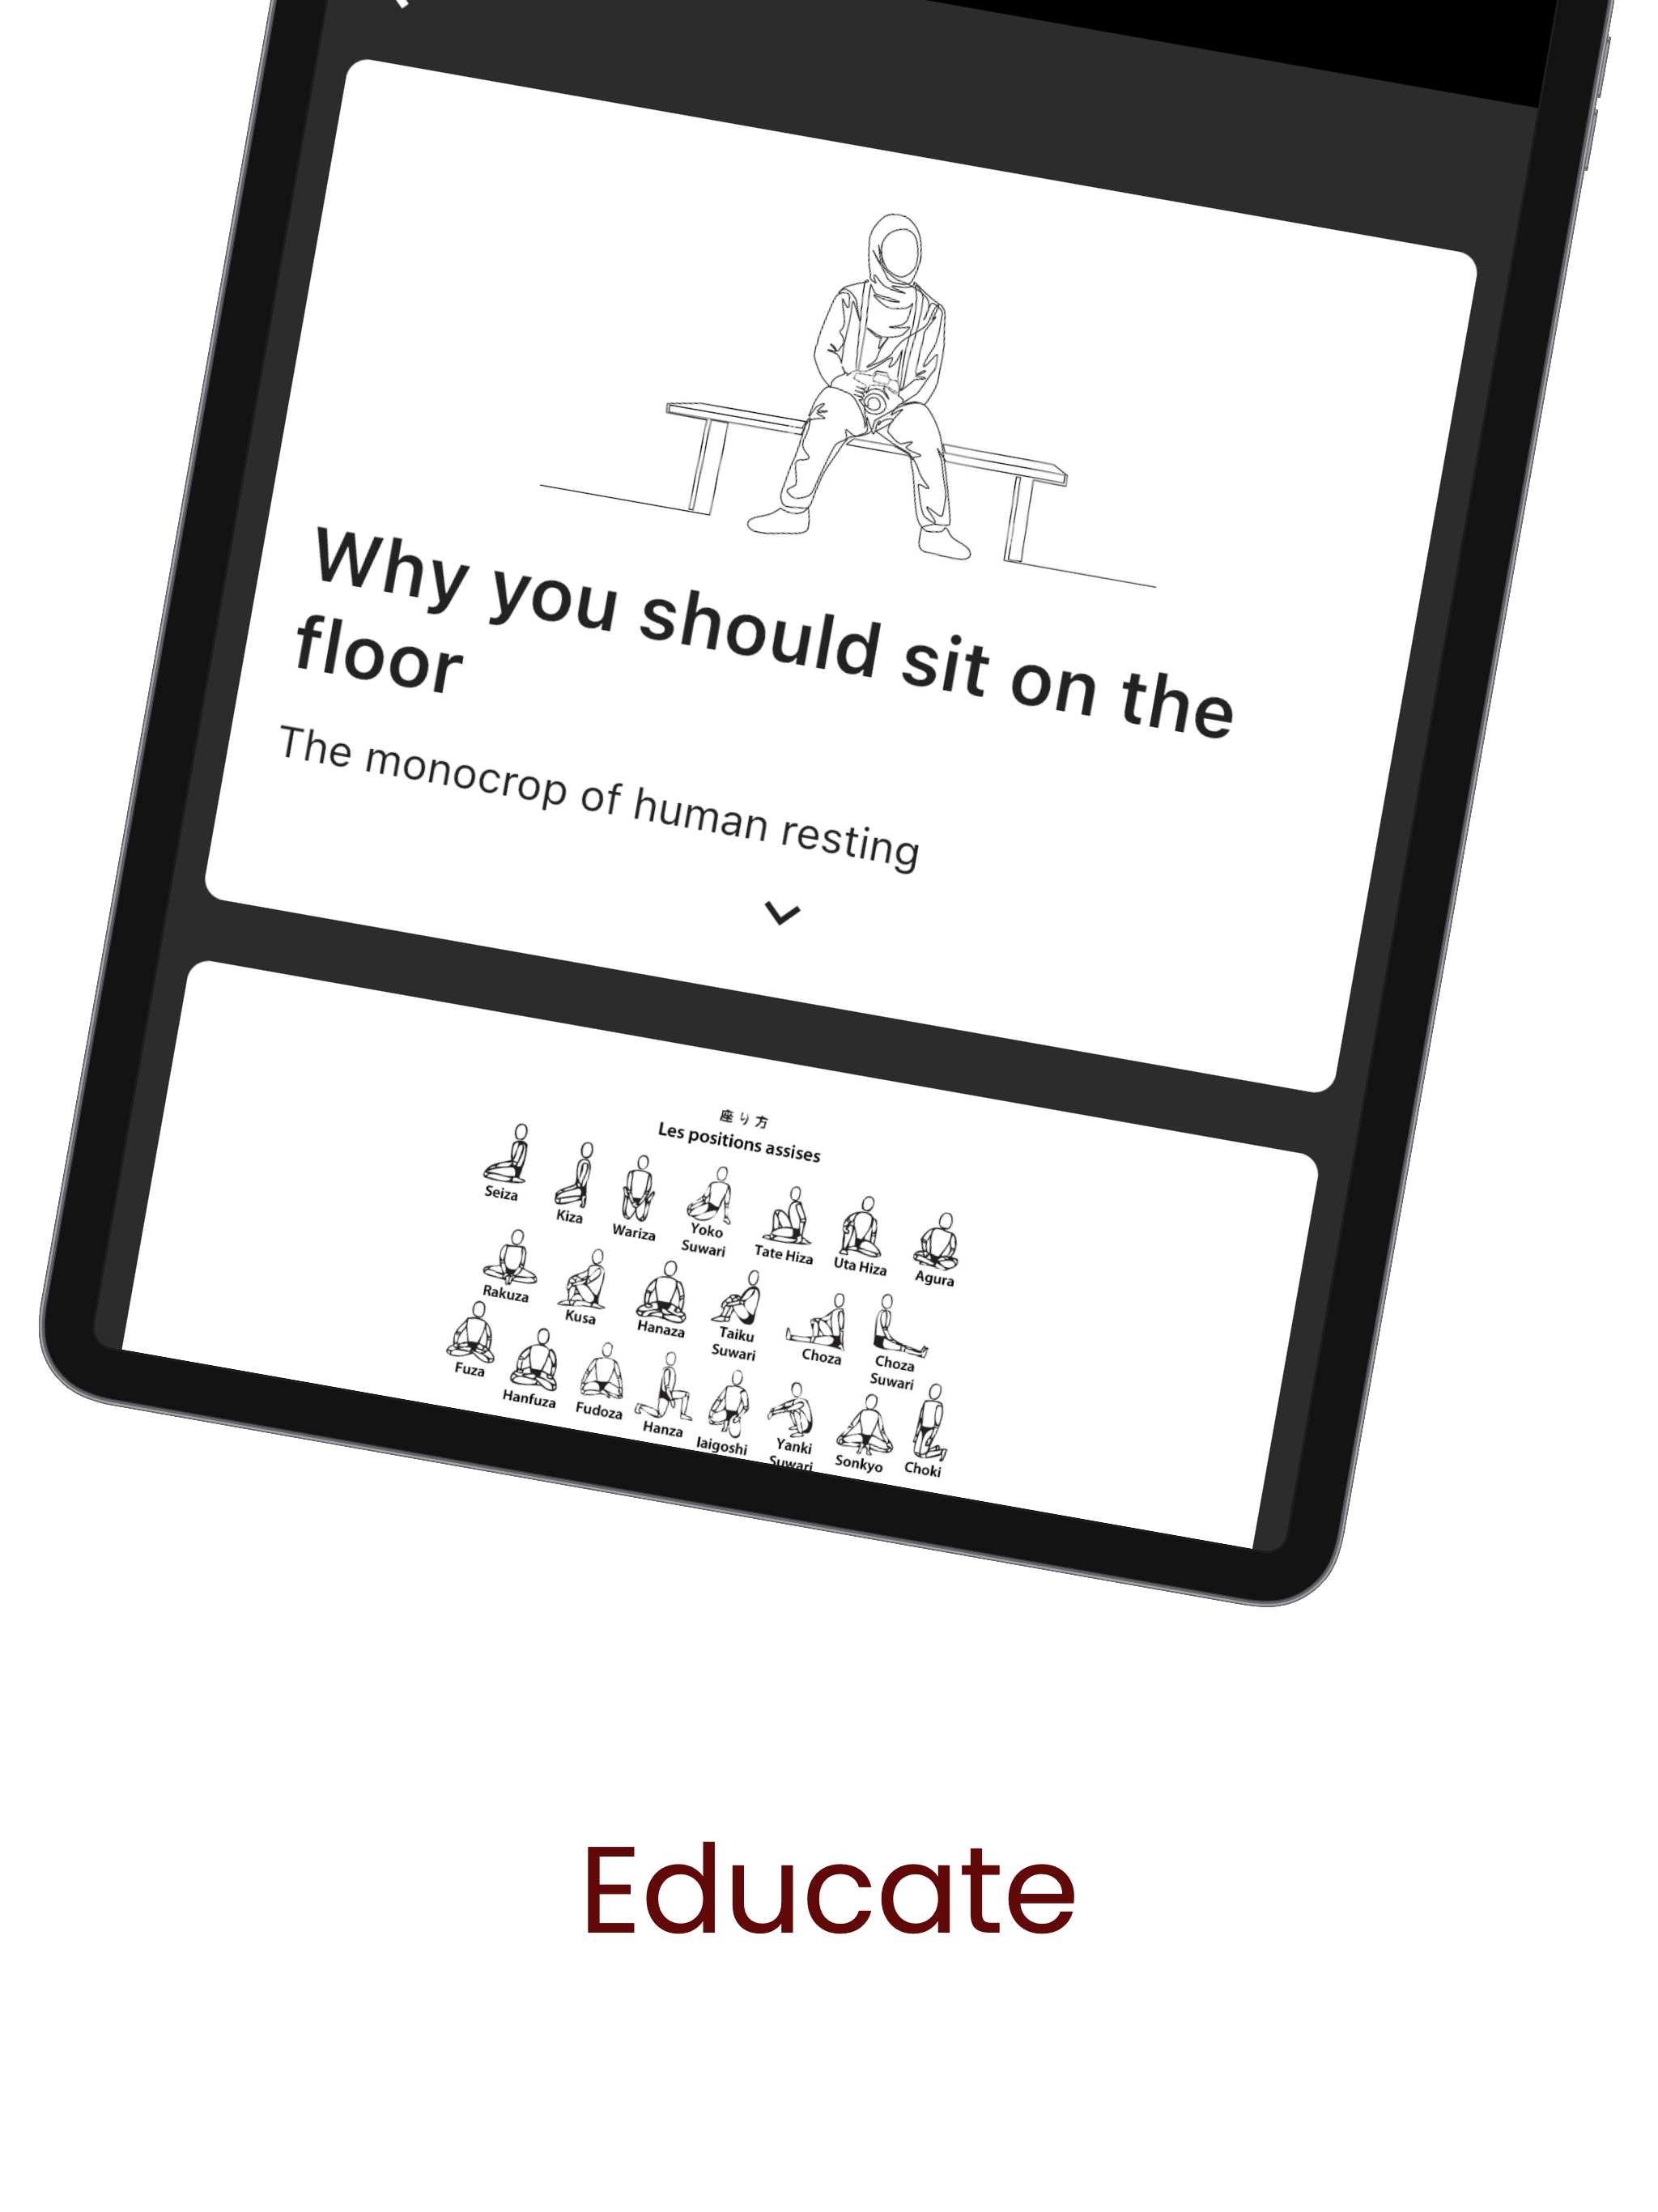 Why you should sit on the
floor
The monocrop of human resting
座り方
Les positions assises
Seiza
Kiza
Wariza
Yoko
Suwari
Tate Hiza
Uta Hiza
Agura
Rakuza
Kusa
Hanaza
Taiku
Suwari
Choza
Choza
Suwari
Fuza
Hanfuza
Fudoza
Hanza
Iaigoshi
Yanki
Suwari
Sonkyo
Choki
Educate